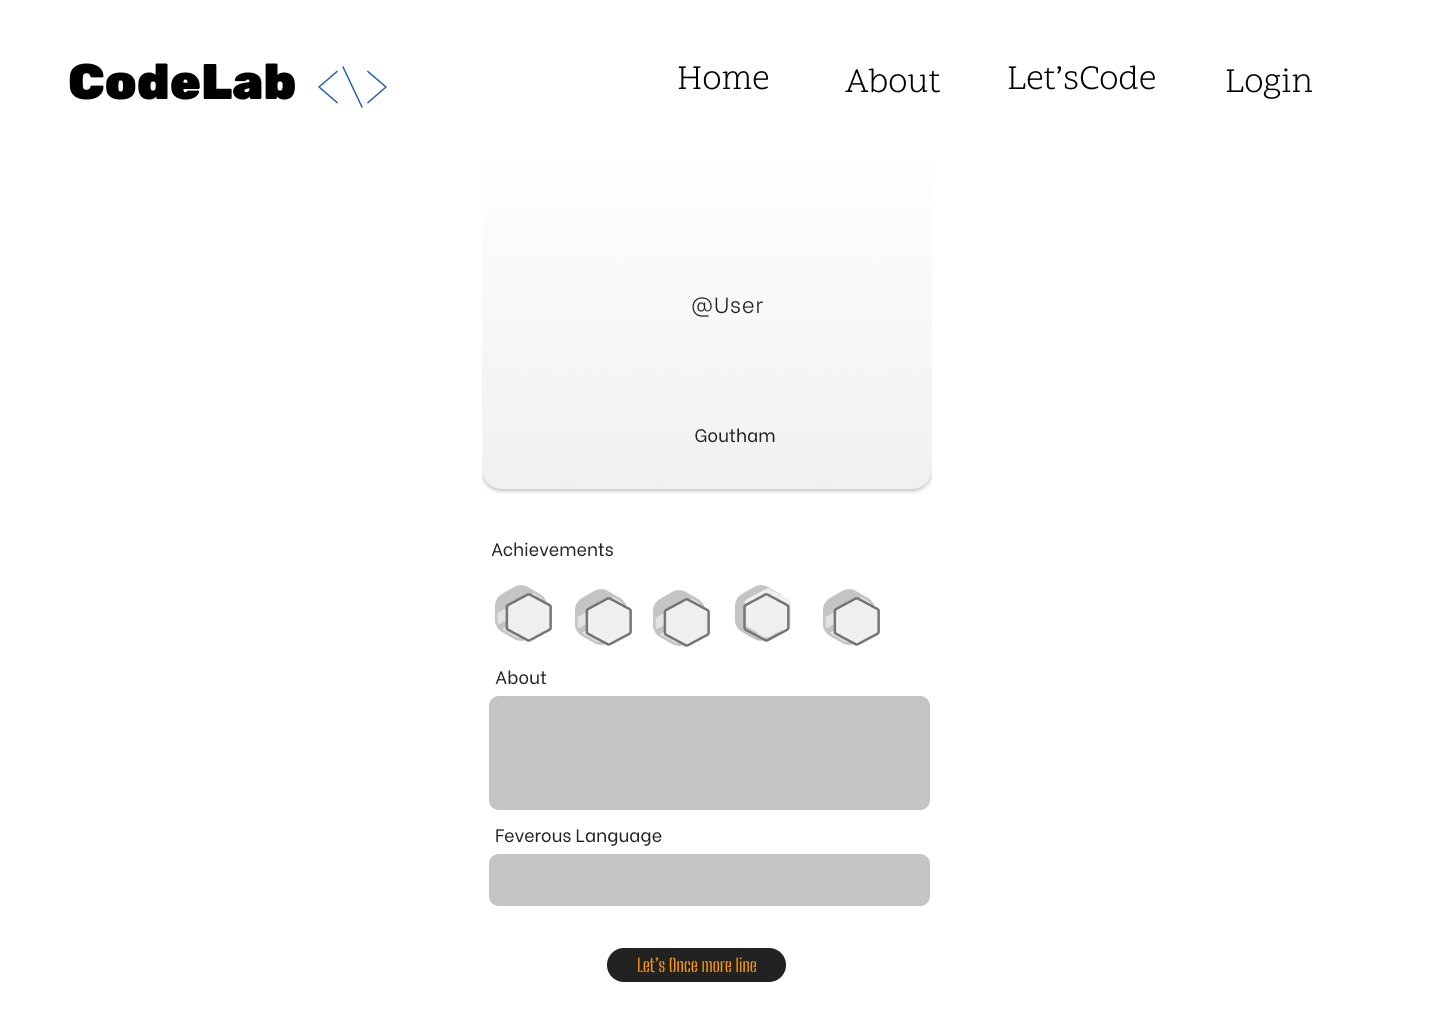 CodeLab <\> Home About Let'sCode Login
@User
Goutham
Achievements
About
Feverous Language
Let's Once more line